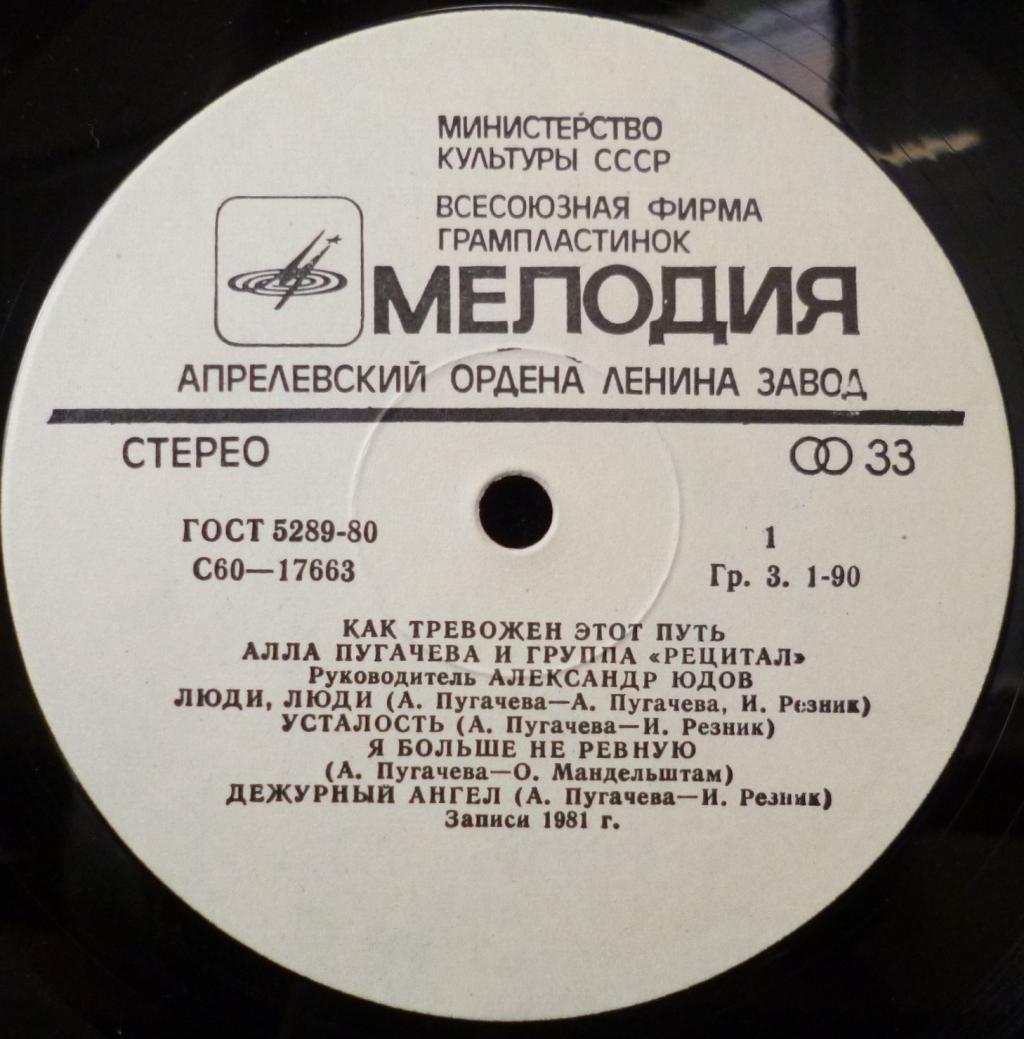 МИНИСТЕРСТВО
КУЛЬТУРЫ СССР
ВСЕСОЮЗНАЯ ФИРМА
ГРАМПЛАСТИНОК
МЕЛОДИЯ
АПРЕЛЕВСКИЙ ОРДЕНА ЛЕНИНА ЗАВОД
СТЕРЕО 33
ГОСТ 5289-80 1
С60—17663 Гр. 3. 1-90
КАК ТРЕВОЖЕН ЭТОТ ПУТЬ
АЛЛА ПУГАЧЕВА И ГРУППА «РЕЦИТАЛ»
Руководитель АЛЕКСАНДР ЮДОВ
ЛЮДИ, ЛЮДИ (А. Пугачева—А. Пугачева, И. Резник)
УСТАЛОСТЬ (А. Пугачева—И. Резник)
Я БОЛЬШЕ НЕ РЕВНУЮ
(А. Пугачева—О. Мандельштам)
ДЕЖУРНЫЙ АНГЕЛ (А. Пугачева—И. Резник)
Записи 1981 г.